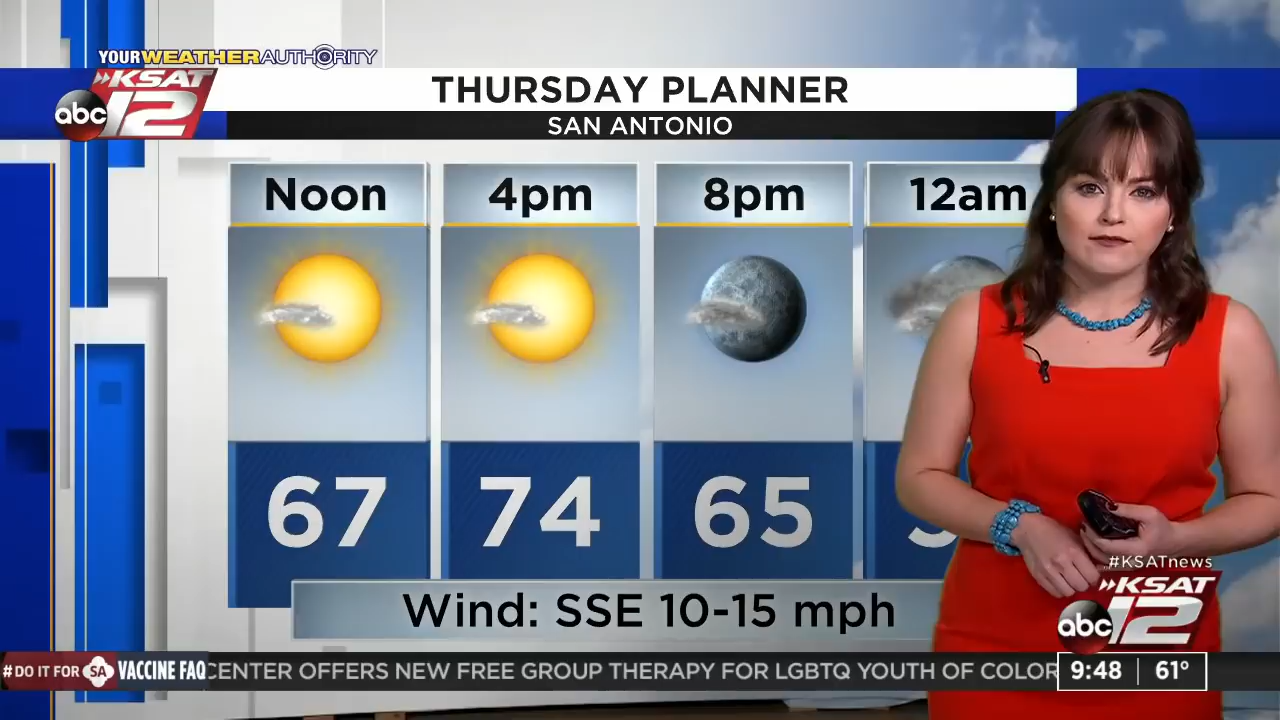 YOUR WEATHER AUTHORITY
KSAT
abc 12
THURSDAY PLANNER
SAN ANTONIO
Noon 4pm 8pm 12am
67 74 65
Wind: SSE 10-15 mph
#KSATnews
KSAT
abc 12
#DO IT FOR SA VACCINE FAQ CENTER OFFERS NEW FREE GROUP THERAPY FOR LGBTQ YOUTH OF COLOR 9:48 61°